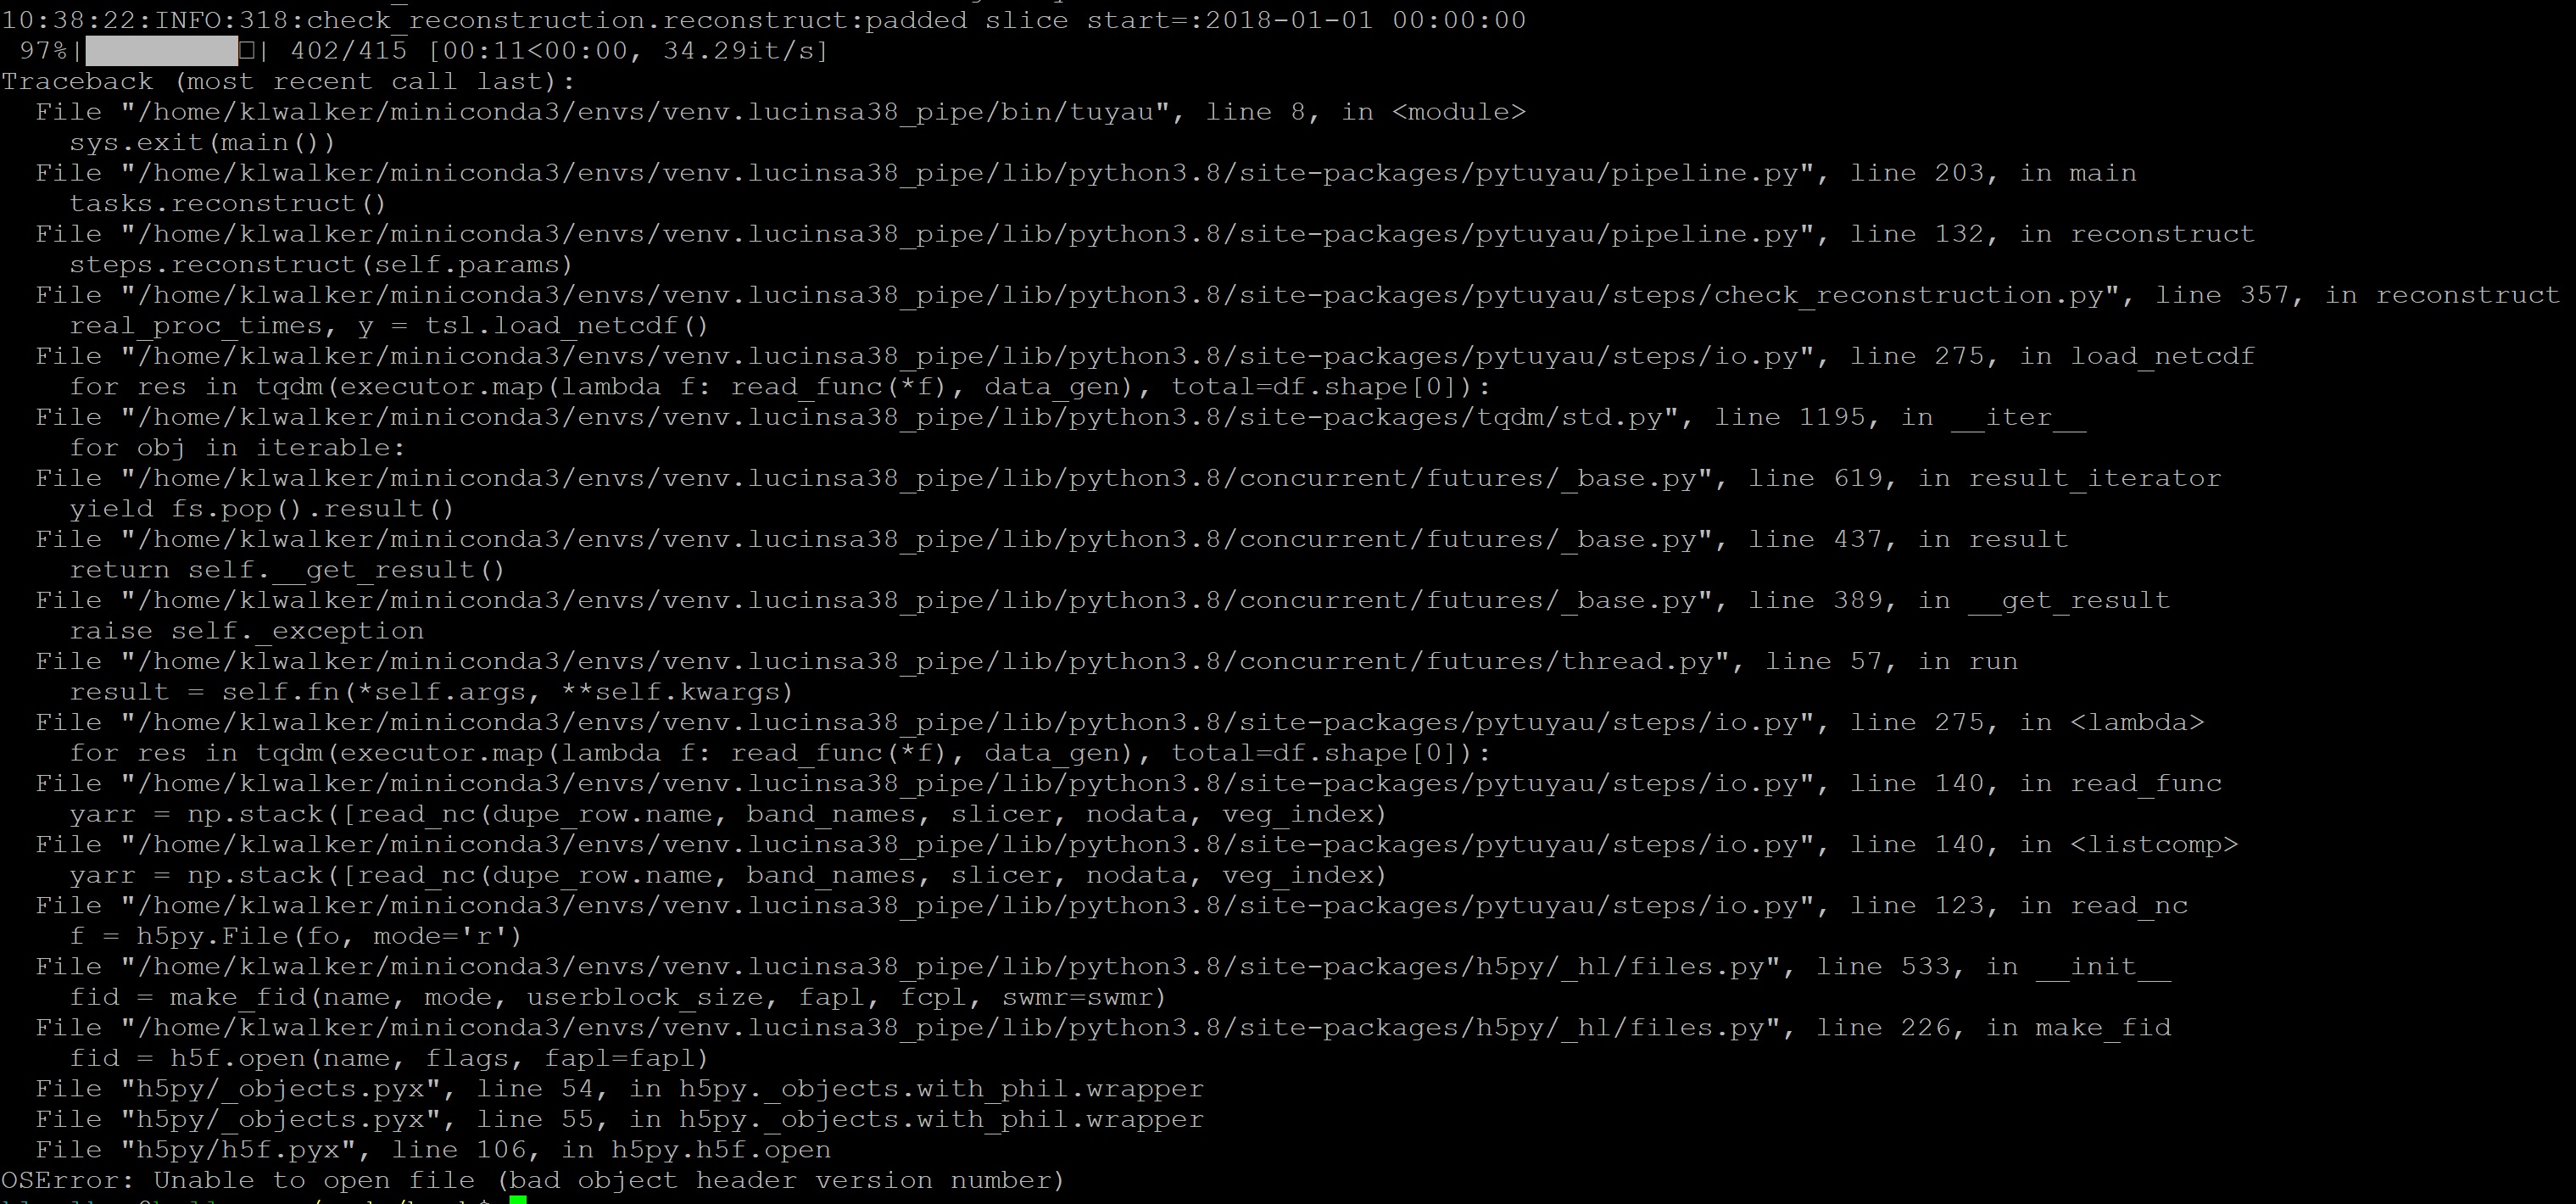 10:38:22:INFO:318:check_reconstruction.reconstruct:padded slice start=:2018-01-01 00:00:00
 97%|█████████□| 402/415 [00:11<00:00, 34.29it/s]
Traceback (most recent call last):
  File "/home/klwalker/miniconda3/envs/venv.lucinsa38_pipe/bin/tuyau", line 8, in <module>
    sys.exit(main())
  File "/home/klwalker/miniconda3/envs/venv.lucinsa38_pipe/lib/python3.8/site-packages/pytuyau/pipeline.py", line 203, in main
    tasks.reconstruct()
  File "/home/klwalker/miniconda3/envs/venv.lucinsa38_pipe/lib/python3.8/site-packages/pytuyau/pipeline.py", line 132, in reconstruct
    steps.reconstruct(self.params)
  File "/home/klwalker/miniconda3/envs/venv.lucinsa38_pipe/lib/python3.8/site-packages/pytuyau/steps/check_reconstruction.py", line 357, in reconstruct
    real_proc_times, y = tsl.load_netcdf()
  File "/home/klwalker/miniconda3/envs/venv.lucinsa38_pipe/lib/python3.8/site-packages/pytuyau/steps/io.py", line 275, in load_netcdf
    for res in tqdm(executor.map(lambda f: read_func(*f), data_gen), total=df.shape[0]):
  File "/home/klwalker/miniconda3/envs/venv.lucinsa38_pipe/lib/python3.8/site-packages/tqdm/std.py", line 1195, in __iter__
    for obj in iterable:
  File "/home/klwalker/miniconda3/envs/venv.lucinsa38_pipe/lib/python3.8/concurrent/futures/_base.py", line 619, in result_iterator
    yield fs.pop().result()
  File "/home/klwalker/miniconda3/envs/venv.lucinsa38_pipe/lib/python3.8/concurrent/futures/_base.py", line 437, in result
    return self.__get_result()
  File "/home/klwalker/miniconda3/envs/venv.lucinsa38_pipe/lib/python3.8/concurrent/futures/_base.py", line 389, in __get_result
    raise self._exception
  File "/home/klwalker/miniconda3/envs/venv.lucinsa38_pipe/lib/python3.8/concurrent/futures/thread.py", line 57, in run
    result = self.fn(*self.args, **self.kwargs)
  File "/home/klwalker/miniconda3/envs/venv.lucinsa38_pipe/lib/python3.8/site-packages/pytuyau/steps/io.py", line 275, in <lambda>
    for res in tqdm(executor.map(lambda f: read_func(*f), data_gen), total=df.shape[0]):
  File "/home/klwalker/miniconda3/envs/venv.lucinsa38_pipe/lib/python3.8/site-packages/pytuyau/steps/io.py", line 140, in read_func
    yarr = np.stack([read_nc(dupe_row.name, band_names, slicer, nodata, veg_index)
  File "/home/klwalker/miniconda3/envs/venv.lucinsa38_pipe/lib/python3.8/site-packages/pytuyau/steps/io.py", line 140, in <listcomp>
    yarr = np.stack([read_nc(dupe_row.name, band_names, slicer, nodata, veg_index)
  File "/home/klwalker/miniconda3/envs/venv.lucinsa38_pipe/lib/python3.8/site-packages/pytuyau/steps/io.py", line 123, in read_nc
    f = h5py.File(fo, mode='r')
  File "/home/klwalker/miniconda3/envs/venv.lucinsa38_pipe/lib/python3.8/site-packages/h5py/_hl/files.py", line 533, in __init__
    fid = make_fid(name, mode, userblock_size, fapl, fcpl, swmr=swmr)
  File "/home/klwalker/miniconda3/envs/venv.lucinsa38_pipe/lib/python3.8/site-packages/h5py/_hl/files.py", line 226, in make_fid
    fid = h5f.open(name, flags, fapl=fapl)
  File "h5py/_objects.pyx", line 54, in h5py._objects.with_phil.wrapper
  File "h5py/_objects.pyx", line 55, in h5py._objects.with_phil.wrapper
  File "h5py/h5f.pyx", line 106, in h5py.h5f.open
OSError: Unable to open file (bad object header version number)